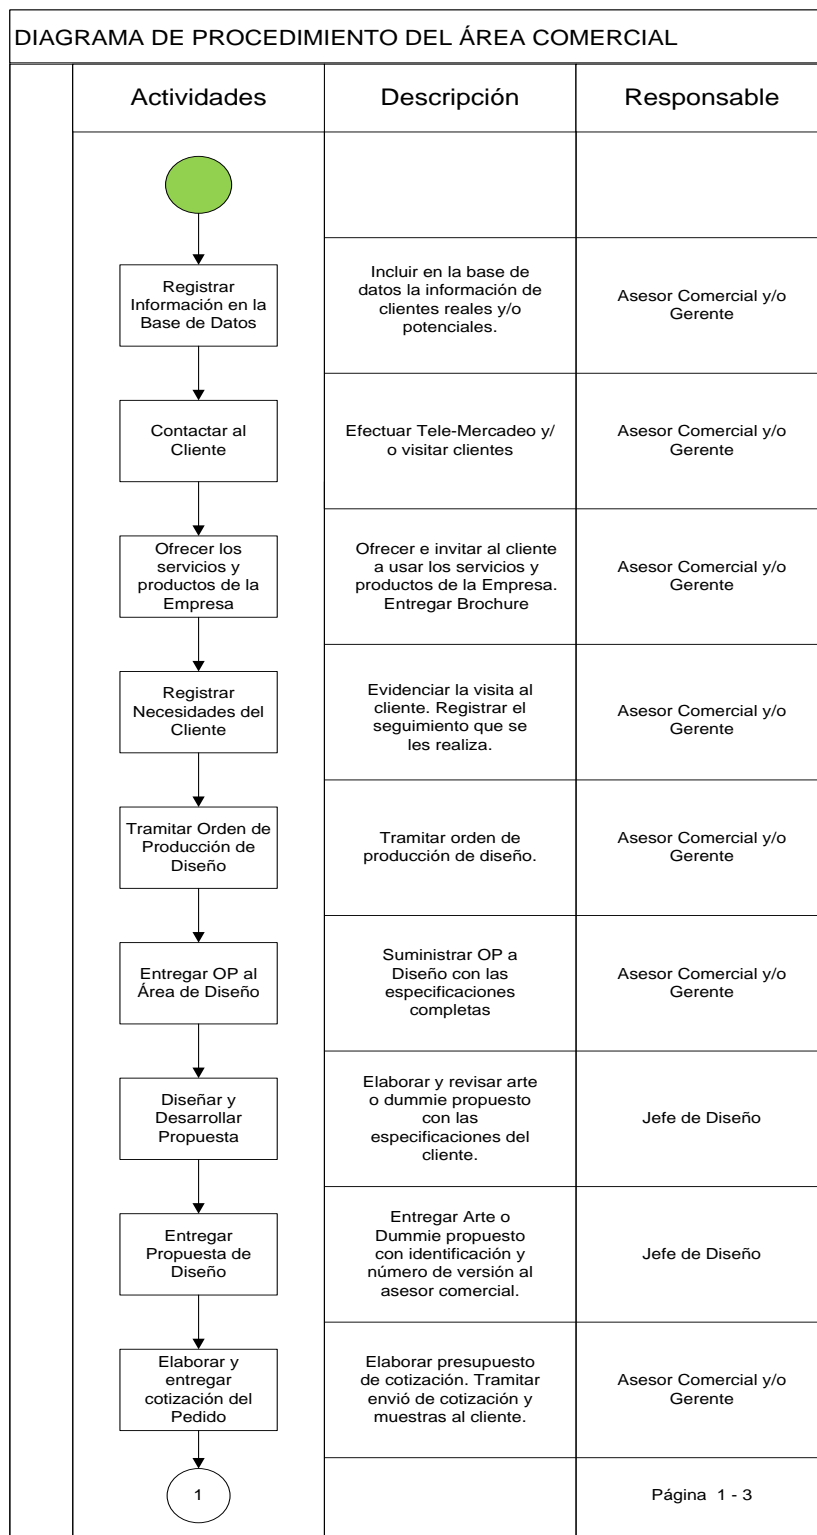 DIAGRAMA DE PROCEDIMIENTO DEL ÁREA COMERCIAL
Actividades
Descripción
Responsable
Registrar
Información en la
Base de Datos
Incluir en la base de
datos la información de
clientes reales y/o
potenciales.
Asesor Comercial y/o
Gerente
Contactar al
Cliente
Efectuar Tele-Mercadeo y/
o visitar clientes
Asesor Comercial y/o
Gerente
Ofrecer los
servicios y
productos de la
Empresa
Ofrecer e invitar al cliente
a usar los servicios y
productos de la Empresa.
Entregar Brochure
Asesor Comercial y/o
Gerente
Registrar
Necesidades del
Cliente
Evidenciar la visita al
cliente. Registrar el
seguimiento que se
les realiza.
Asesor Comercial y/o
Gerente
Tramitar Orden de
Producción de
Diseño
Tramitar orden de
producción de diseño.
Asesor Comercial y/o
Gerente
Entregar OP al
Área de Diseño
Suministrar OP a
Diseño con las
especificaciones
completas
Asesor Comercial y/o
Gerente
Diseñar y
Desarrollar
Propuesta
Elaborar y revisar arte
o dummie propuesto
con las
especificaciones del
cliente.
Jefe de Diseño
Entregar
Propuesta de
Diseño
Entregar Arte o
Dummie propuesto
con identificación y
número de versión al
asesor comercial.
Jefe de Diseño
Elaborar y
entregar
cotización del
Pedido
Elaborar presupuesto
de cotización. Tramitar
envió de cotización y
muestras al cliente.
Asesor Comercial y/o
Gerente
1
Página 1 - 3